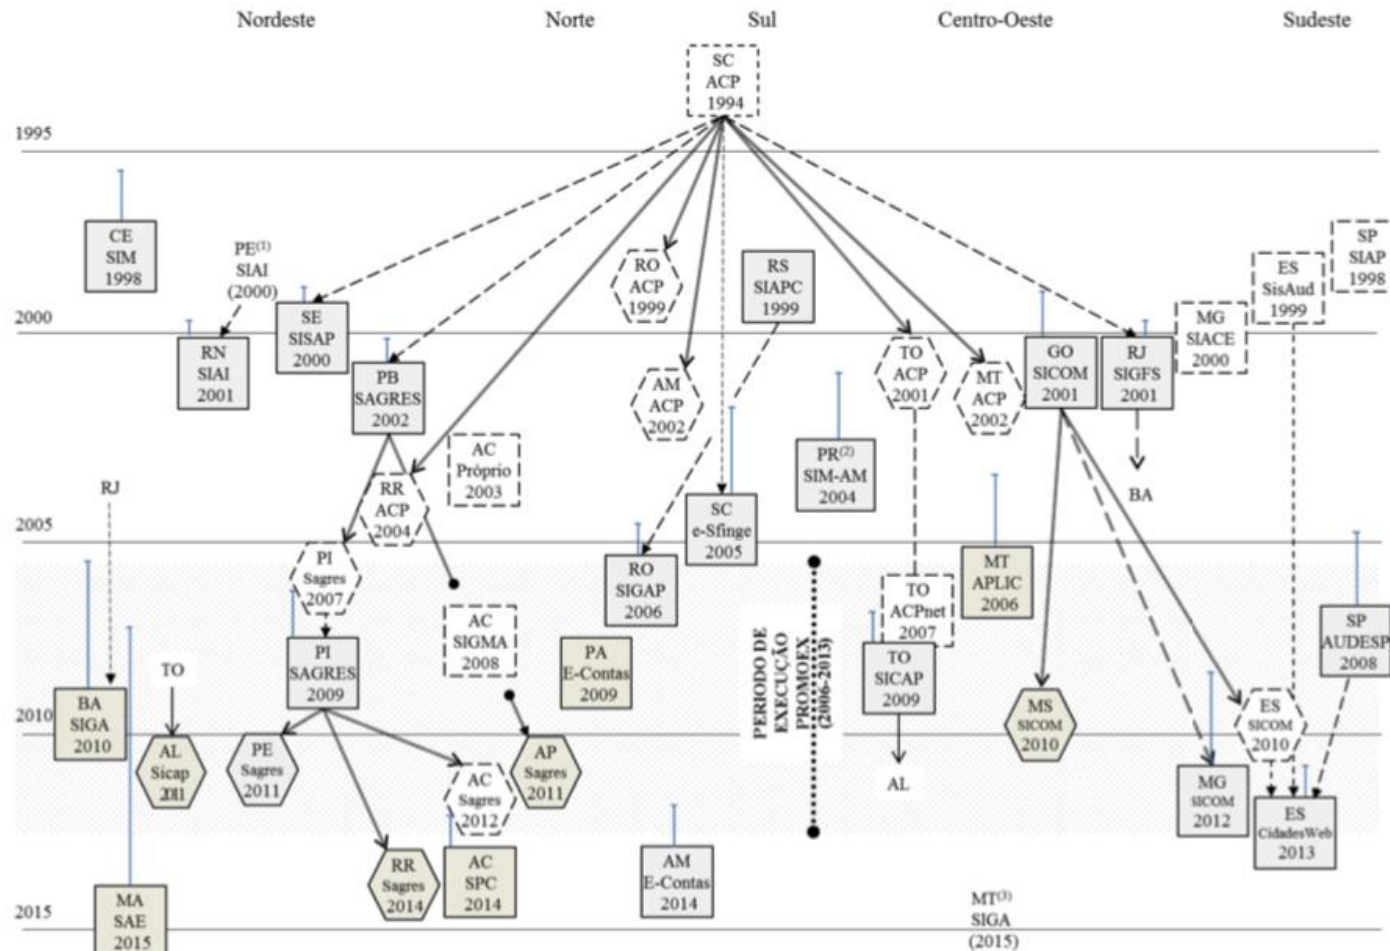 Nordeste
Norte
Sul
Centro-Oeste
Sudeste
SC
ACP
1994
1995
CE
SIM
1998
PE(1)
SIAI
(2000)
SE
SISAP
2000
RO
ACP
1999
RS
SIAPC
1999
ES
SisAud
1999
SP
SIAP
1998
2000
RN
SIAI
2001
PB
SAGRES
2002
AM
ACP
2002
TO
ACP
2001
MT
ACP
2002
GO
SICOM
2001
RJ
SIGFS
2001
MG
SIACE
2000
RJ
RR
ACP
2004
AC
Próprio
2003
SC
e-Sfinge
2005
PR(2)
SIM-AM
2004
BA
2005
PI
Sagres
2007
AC
SIGMA
2008
RO
SIGAP
2006
TO
ACPnet
2007
MT
APLIC
2006
SP
AUDESP
2008
TO
PI
SAGRES
2009
PA
E-Contas
2009
PERIODO DE
EXECUÇÃO
PROMOEX
(2006-2013)
TO
SICAP
2009
2010
BA
SIGA
2010
AL
Sicap
2011
PE
Sagres
2011
AC
Sagres
2012
AP
Sagres
2011
AL
MS
SICOM
2010
MG
SICOM
2012
ES
SICOM
2010
ES
CidadesWeb
2013
RR
Sagres
2014
AC
SPC
2014
AM
E-Contas
2014
2015
MA
SAE
2015
MT(3)
SIGA
(2015)